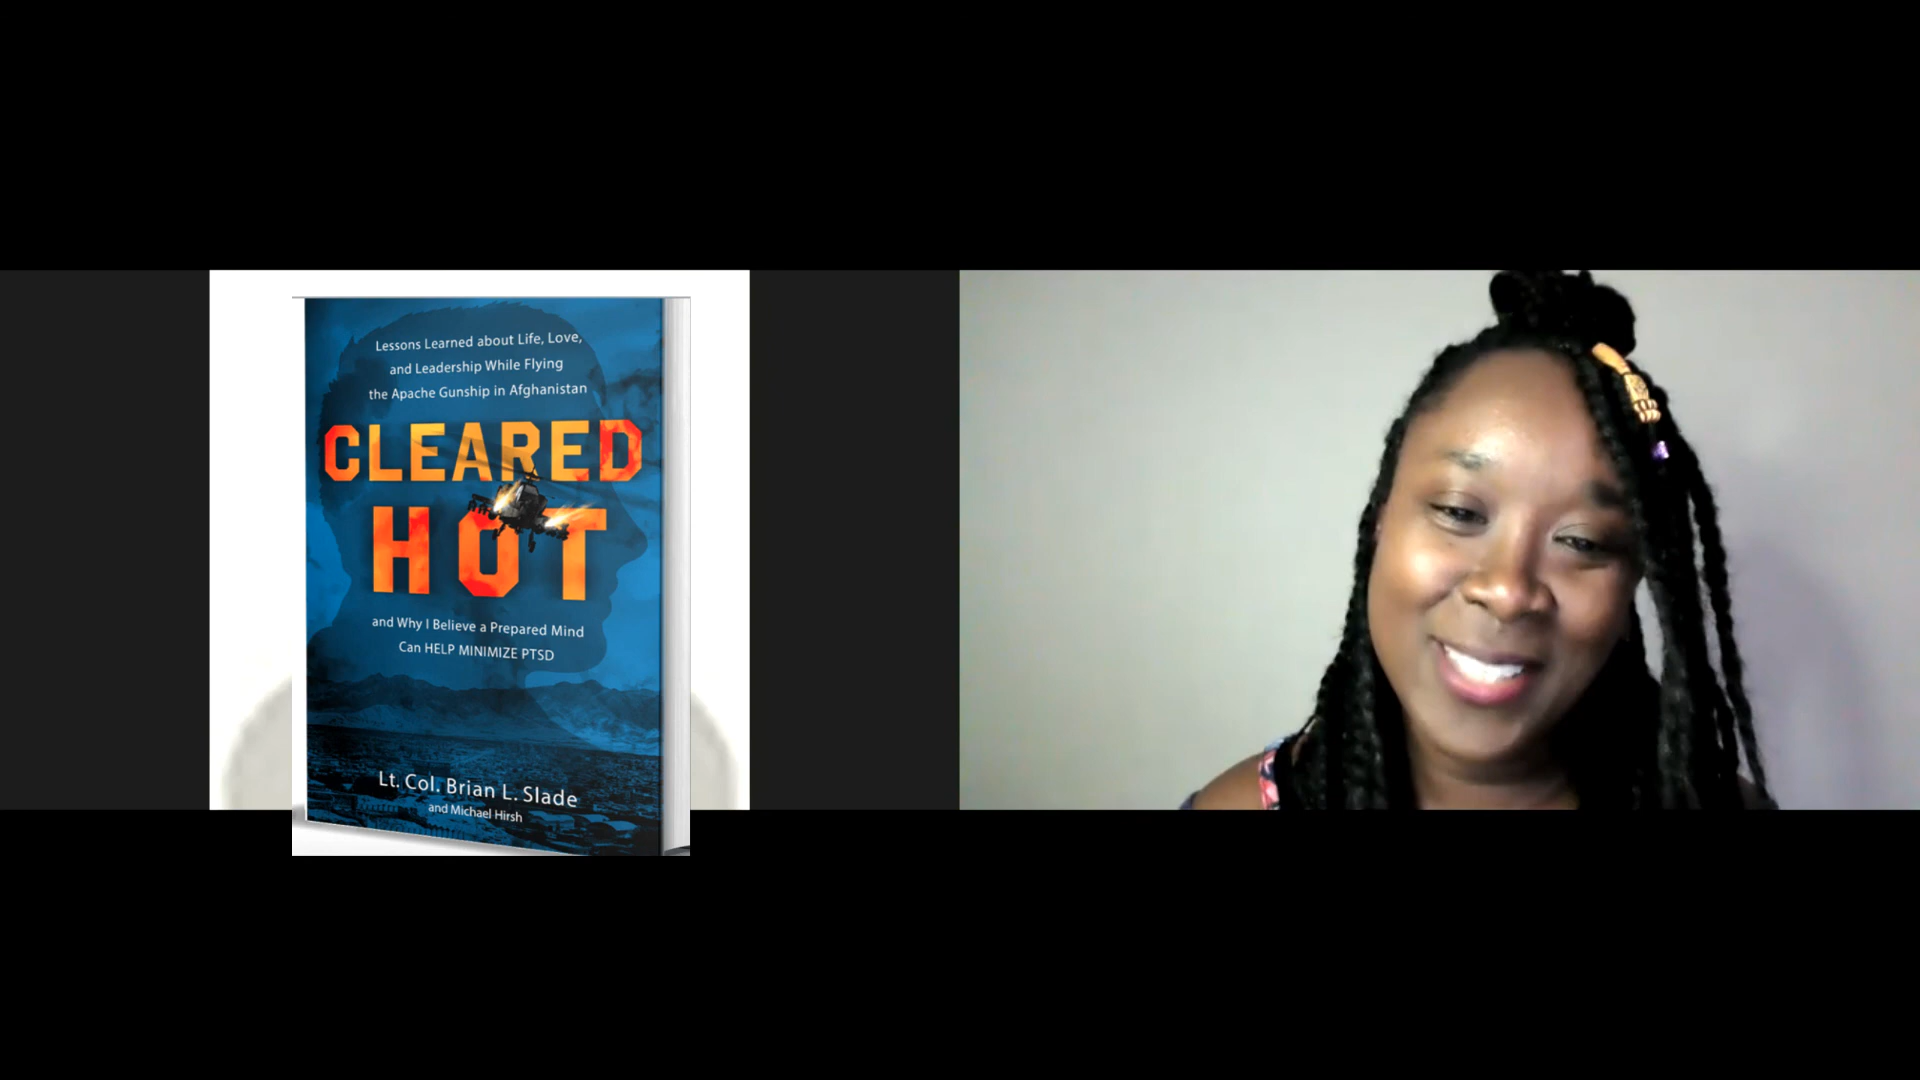 Lessons Learned about Life, Love,
and Leadership While Flying
the Apache Gunship in Afghanistan
CLEARED
HOT
and Why I Believe a Prepared Mind
Can HELP MINIMIZE PTSD
Lt. Col. Brian L. Slade
and Michael Hirsh